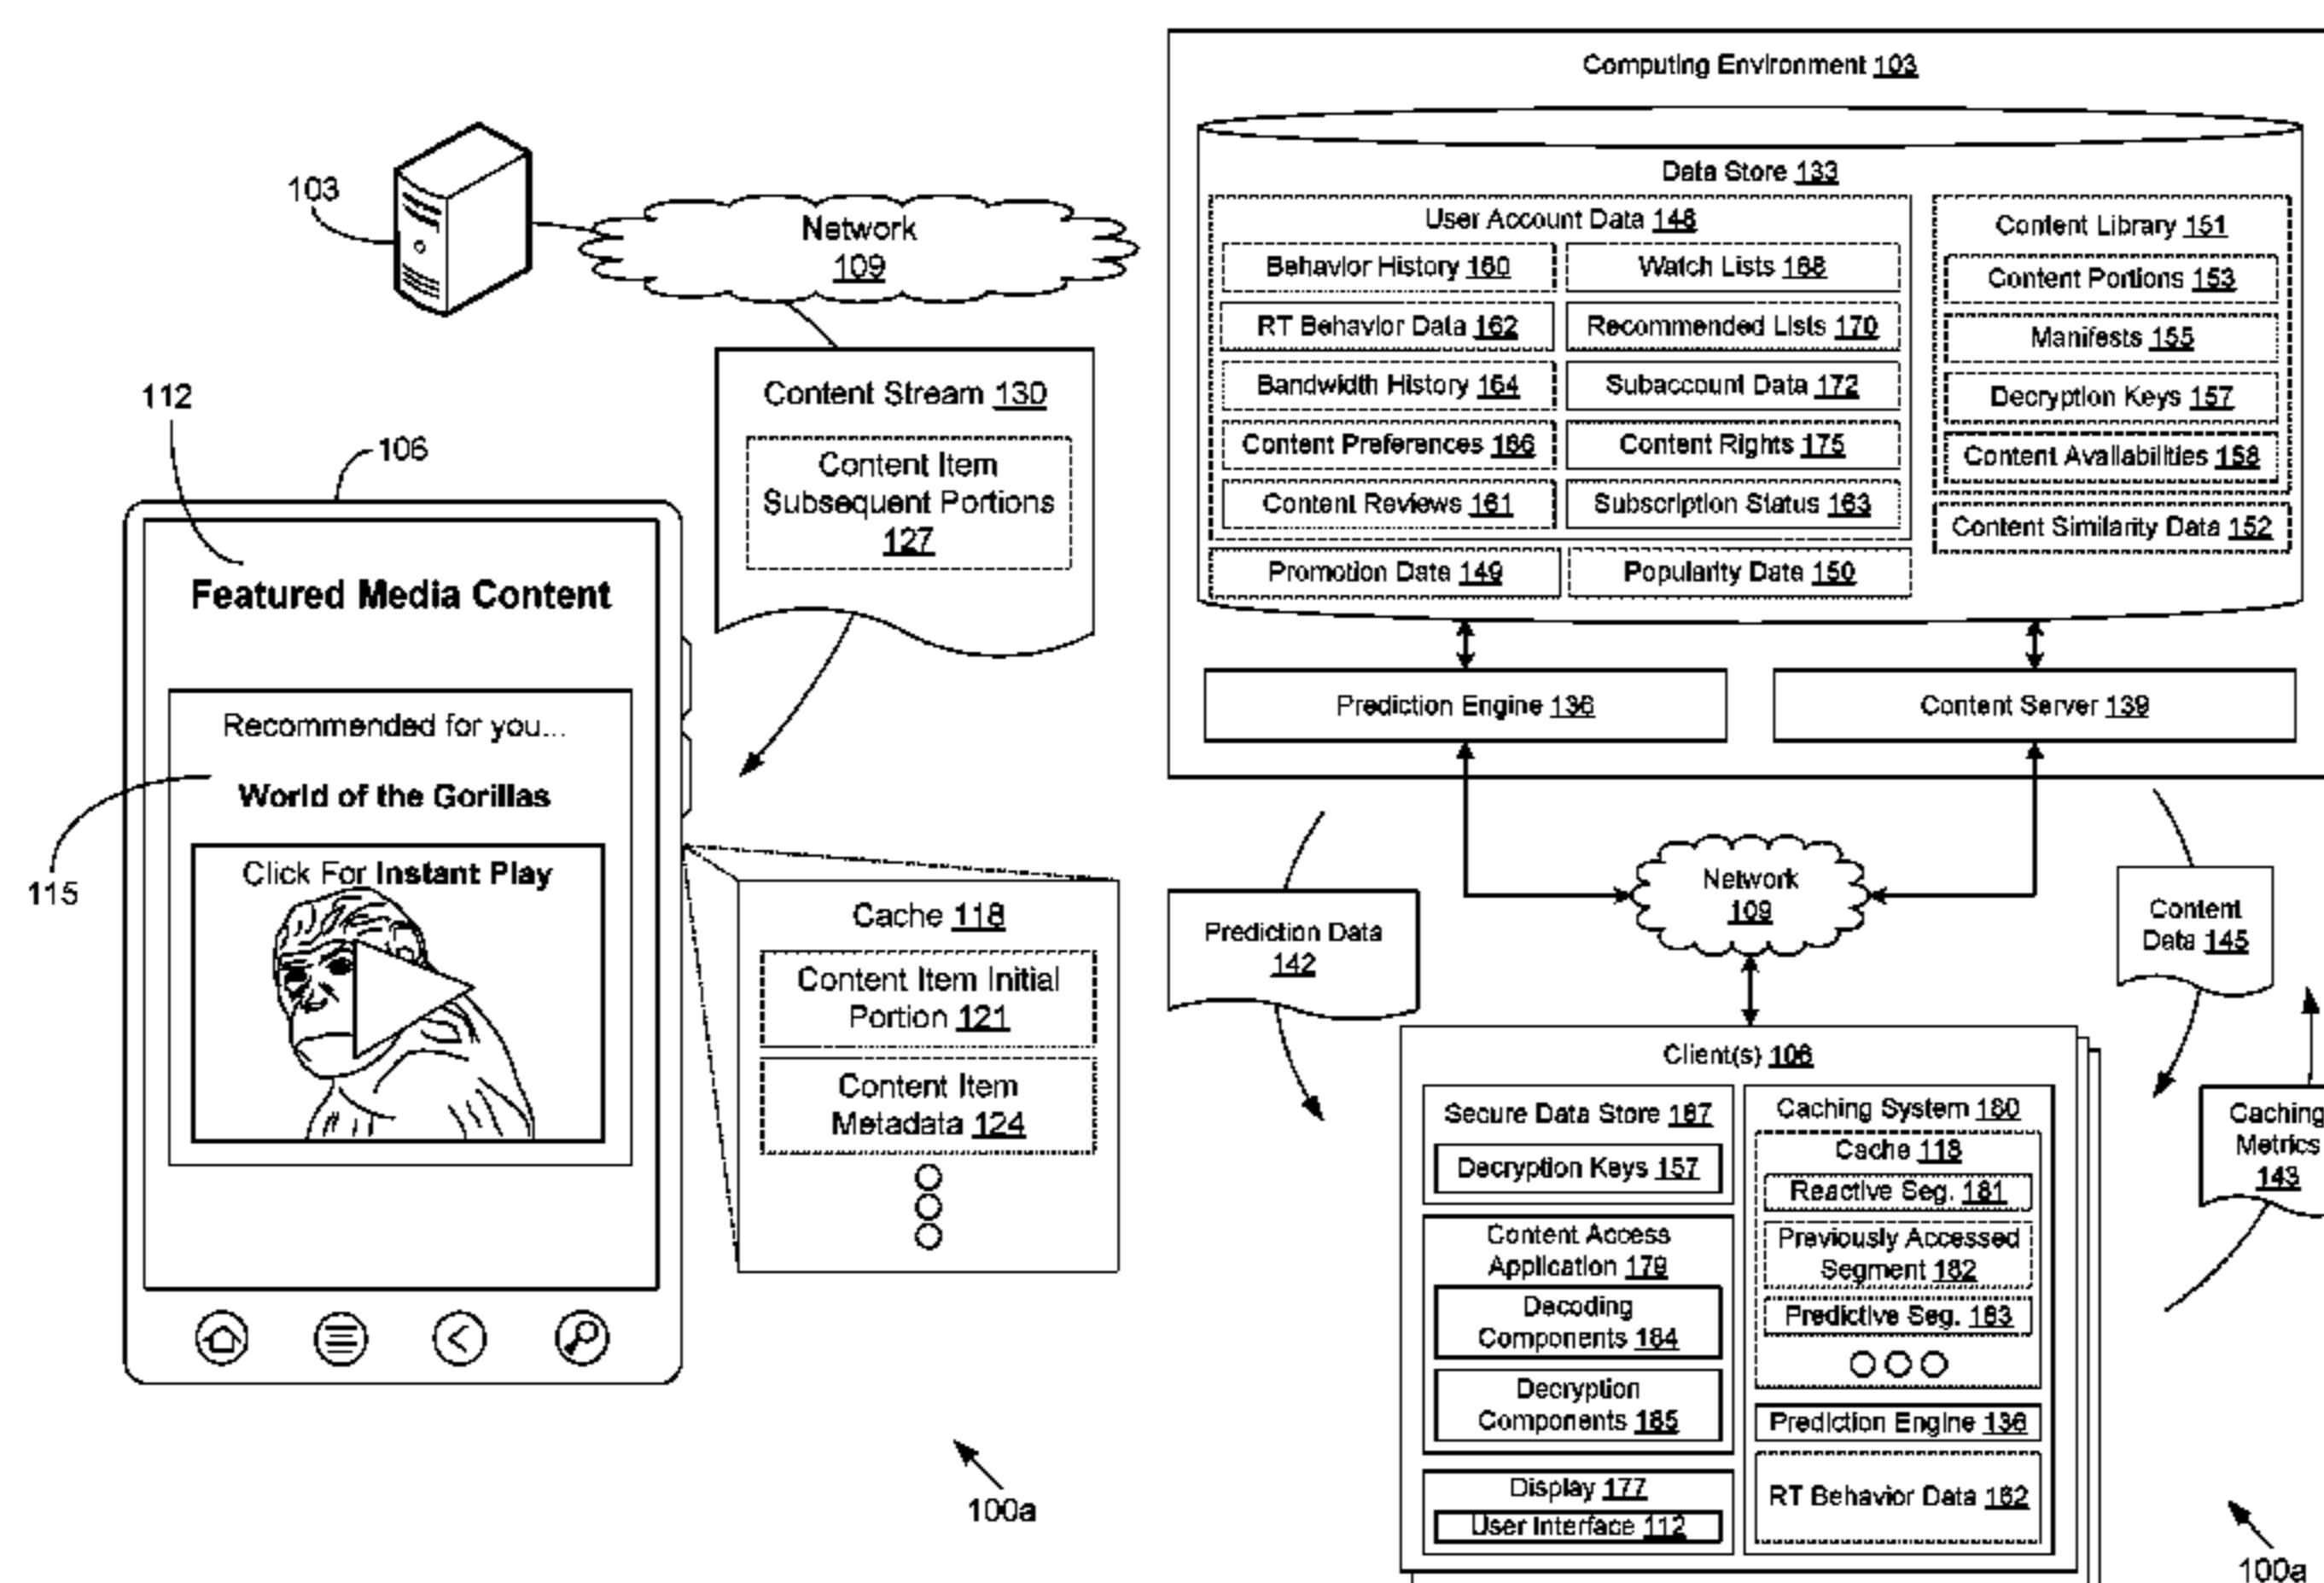 103
Network
109
Content Stream 130
Content Item
Subsequent Portions
127
112
106
Featured Media Content
Recommended for you...
World of the Gorillas
115
Click For Instant Play
Cache 118
Content Item Initial
Portion 121
Content Item
Metadata 124
100a
Computing Environment 103
Data Store 133
User Account Data 148
Behavior History 160
Watch Lists 168
RT Behavior Data 162
Recommended Lists 170
Bandwidth History 164
Subaccount Data 172
Content Preferences 166
Content Rights 175
Content Reviews 161
Subscription Status 163
Promotion Data 149
Popularity Data 150
Content Library 151
Content Portions 153
Manifests 155
Decryption Keys 157
Content Availabilities 158
Content Similarity Data 152
Prediction Engine 136
Content Server 139
Network
109
Prediction Data
142
Content
Data 145
Caching
Metrics
143
Client(s) 106
Secure Data Store 187
Decryption Keys 157
Content Access
Application 179
Decoding
Components 184
Decryption
Components 185
Display 177
User Interface 112
Caching System 180
Cache 118
Reactive Seg. 181
Previously Accessed
Segment 182
Predictive Seg. 183
Prediction Engine 136
RT Behavior Data 162
100a